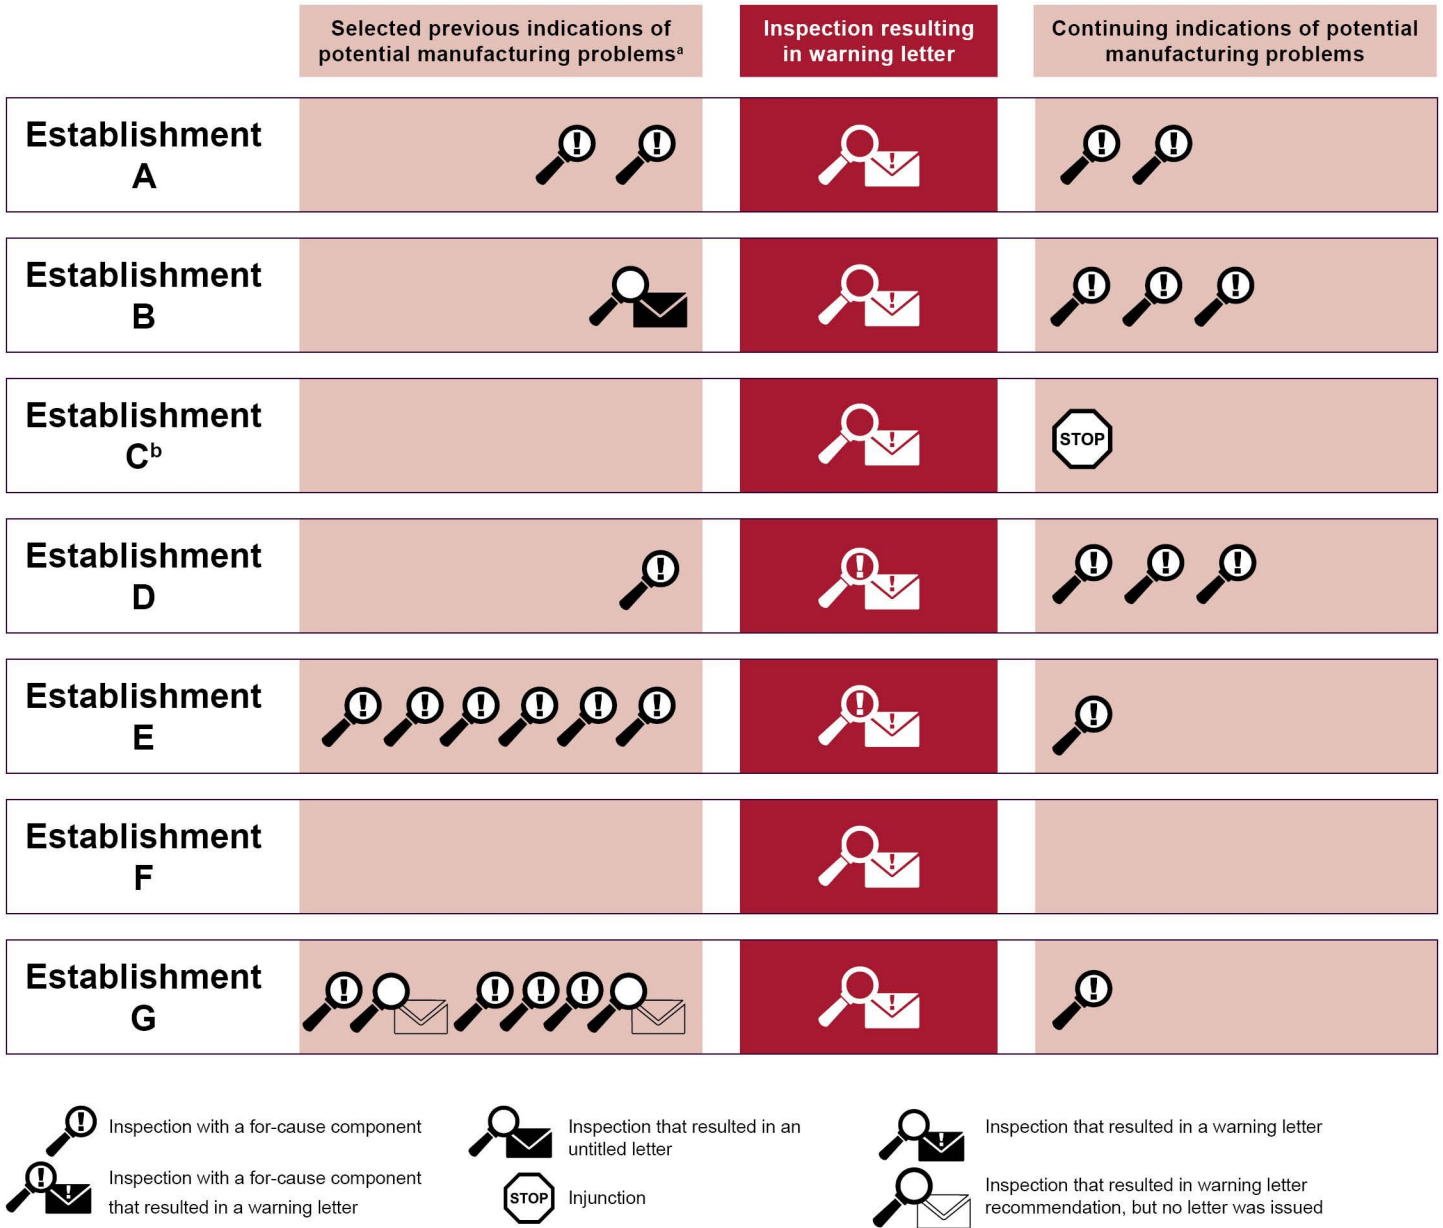 Selected previous indications of
potential manufacturing problemsᵃ
Inspection resulting
in warning letter
Continuing indications of potential
manufacturing problems
Establishment
A
Establishment
B
Establishment
Cᵇ
STOP
Establishment
D
Establishment
E
Establishment
F
Establishment
G
Inspection with a for-cause component
Inspection with a for-cause component
that resulted in a warning letter
Inspection that resulted in an
untitled letter
STOP
Injunction
Inspection that resulted in a warning letter
Inspection that resulted in warning letter
recommendation, but no letter was issued